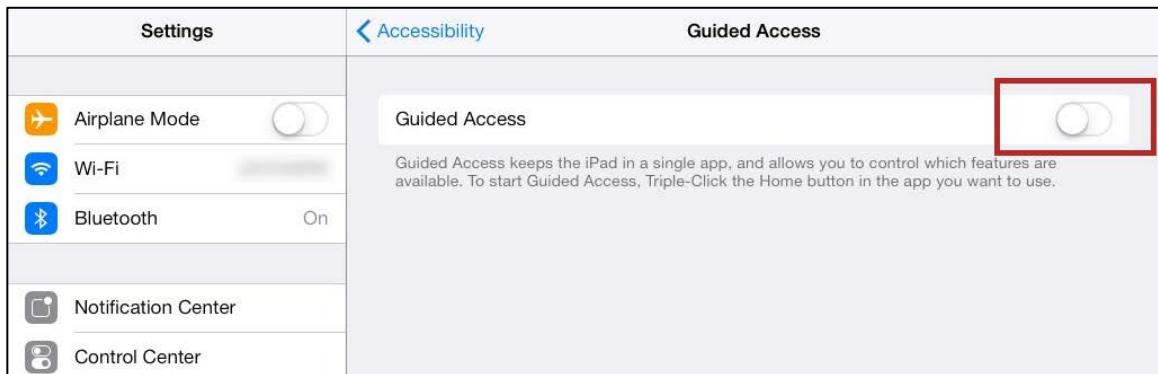 Settings
Airplane Mode
Wi-Fi
Bluetooth On
Notification Center
Control Center
Accessibility
Guided Access
Guided Access
Guided Access keeps the iPad in a single app, and allows you to control which features are
available. To start Guided Access, Triple-Click the Home button in the app you want to use.